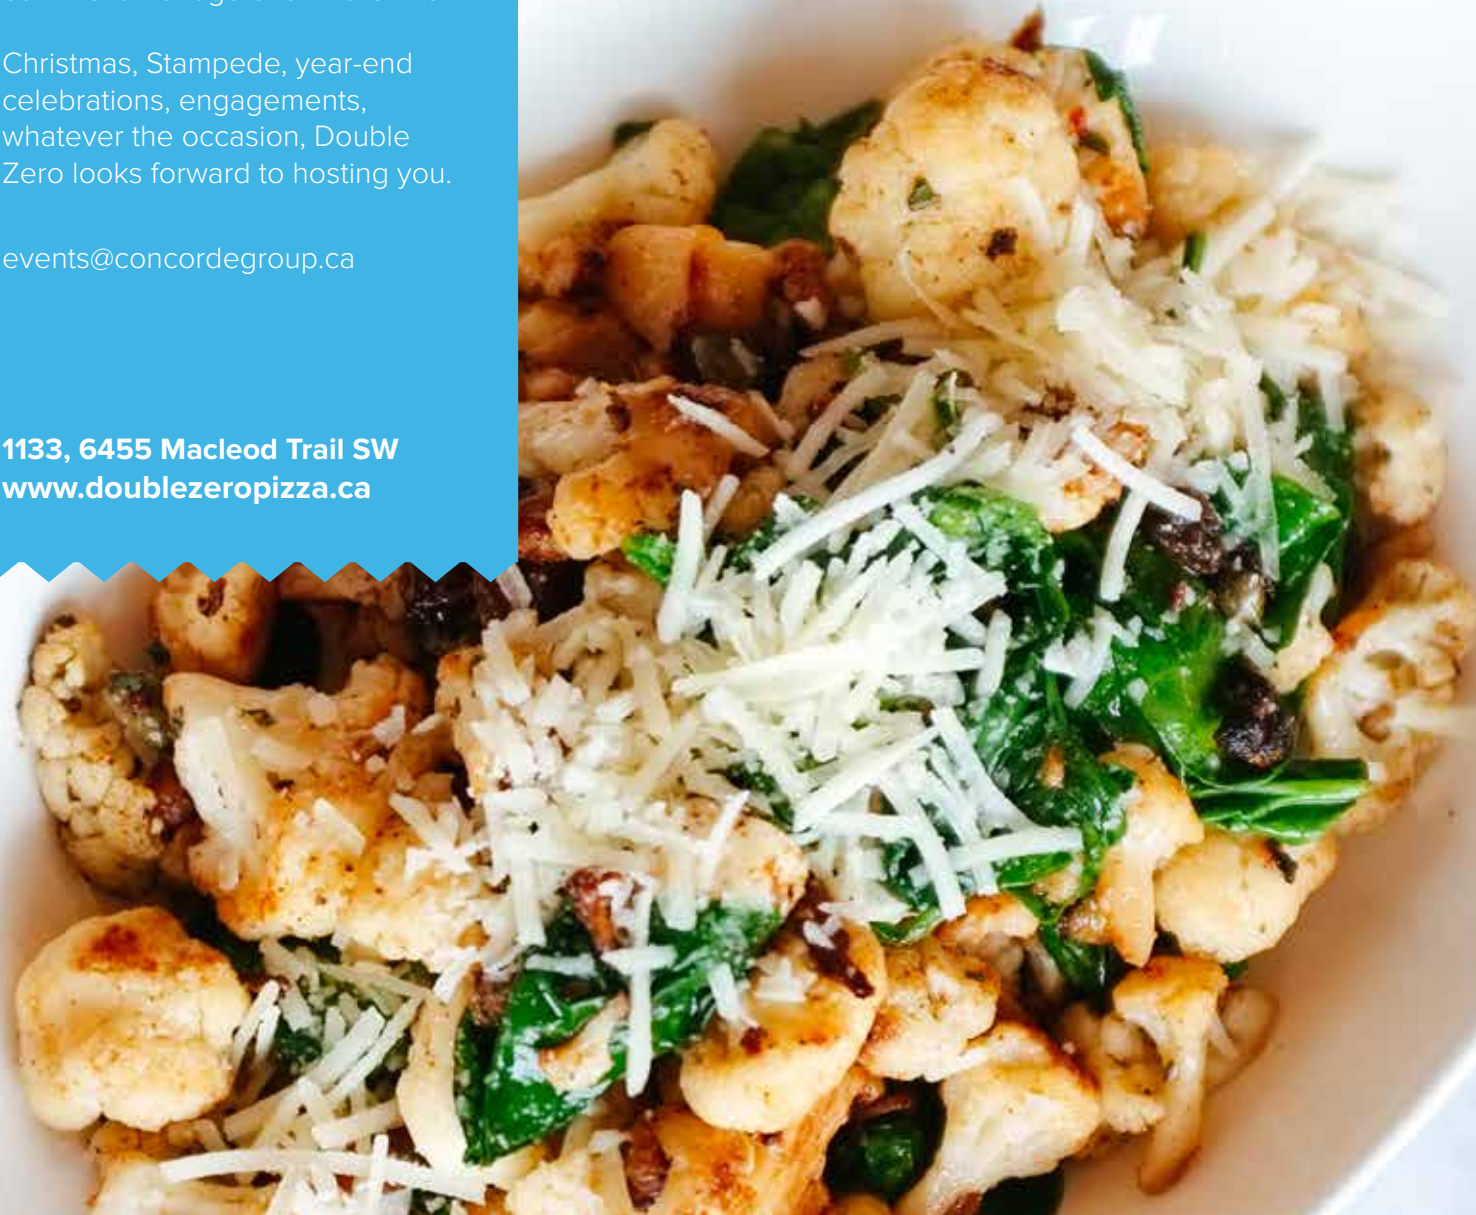 Christmas, Stampede, year-end
celebrations, engagements,
whatever the occasion, Double
Zero looks forward to hosting you.
events@concordegroup.ca
1133, 6455 Macleod Trail SW
www.doublezeropizza.ca